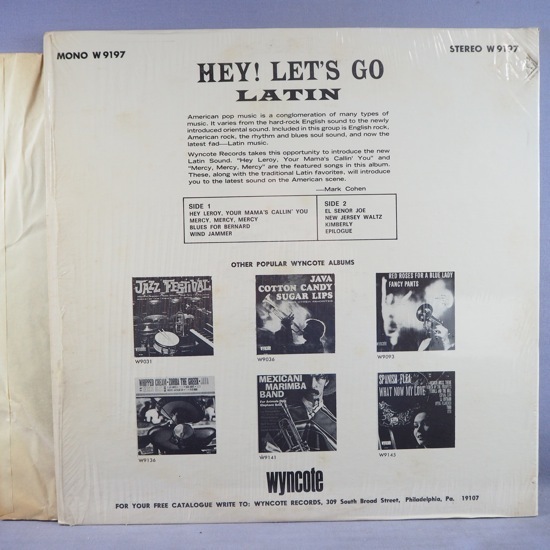 MONO W 9197
STEREO W 9197
HEY! LET'S GO
LATIN
American pop music is a conglomeration of many types of
music. It varies from the hard-rock English sound to the newly
introduced oriental sound. Included in this group is English rock,
American rock, the rhythm and blues soul sound, and now the
latest fad—Latin music.
Wyncote Records takes this opportunity to introduce the new
Latin Sound. "Hey Leroy, Your Mama's Callin' You" and
"Mercy, Mercy, Mercy" are the featured songs in this album.
These, along with the traditional Latin favorites, will introduce
you to the latest sound on the American scene.
—Mark Cohen
SIDE 1
HEY LEROY, YOUR MAMA'S CALLIN' YOU
MERCY, MERCY, MERCY
BLUES FOR BERNARD
WIND JAMMER
SIDE 2
EL SENOR JOE
NEW JERSEY WALTZ
KIMBERLY
EPILOGUE
OTHER POPULAR WYNCOTE ALBUMS
JAZZ FESTIVAL
W9031
JAVA
COTTON CANDY
SUGAR LIPS
W9036
RED ROSES FOR A BLUE LADY
FANCY PANTS
W9093
WHIPPED CREAM
ZORBA THE GREEK
JAVA
W9136
MEXICANI
MARIMBA
BAND
W9141
SPANISH FLEA
WHAT NOW MY LOVE
W9143
wyncote
FOR YOUR FREE CATALOGUE WRITE TO: WYNCOTE RECORDS, 309 South Broad Street, Philadelphia, Pa. 19107